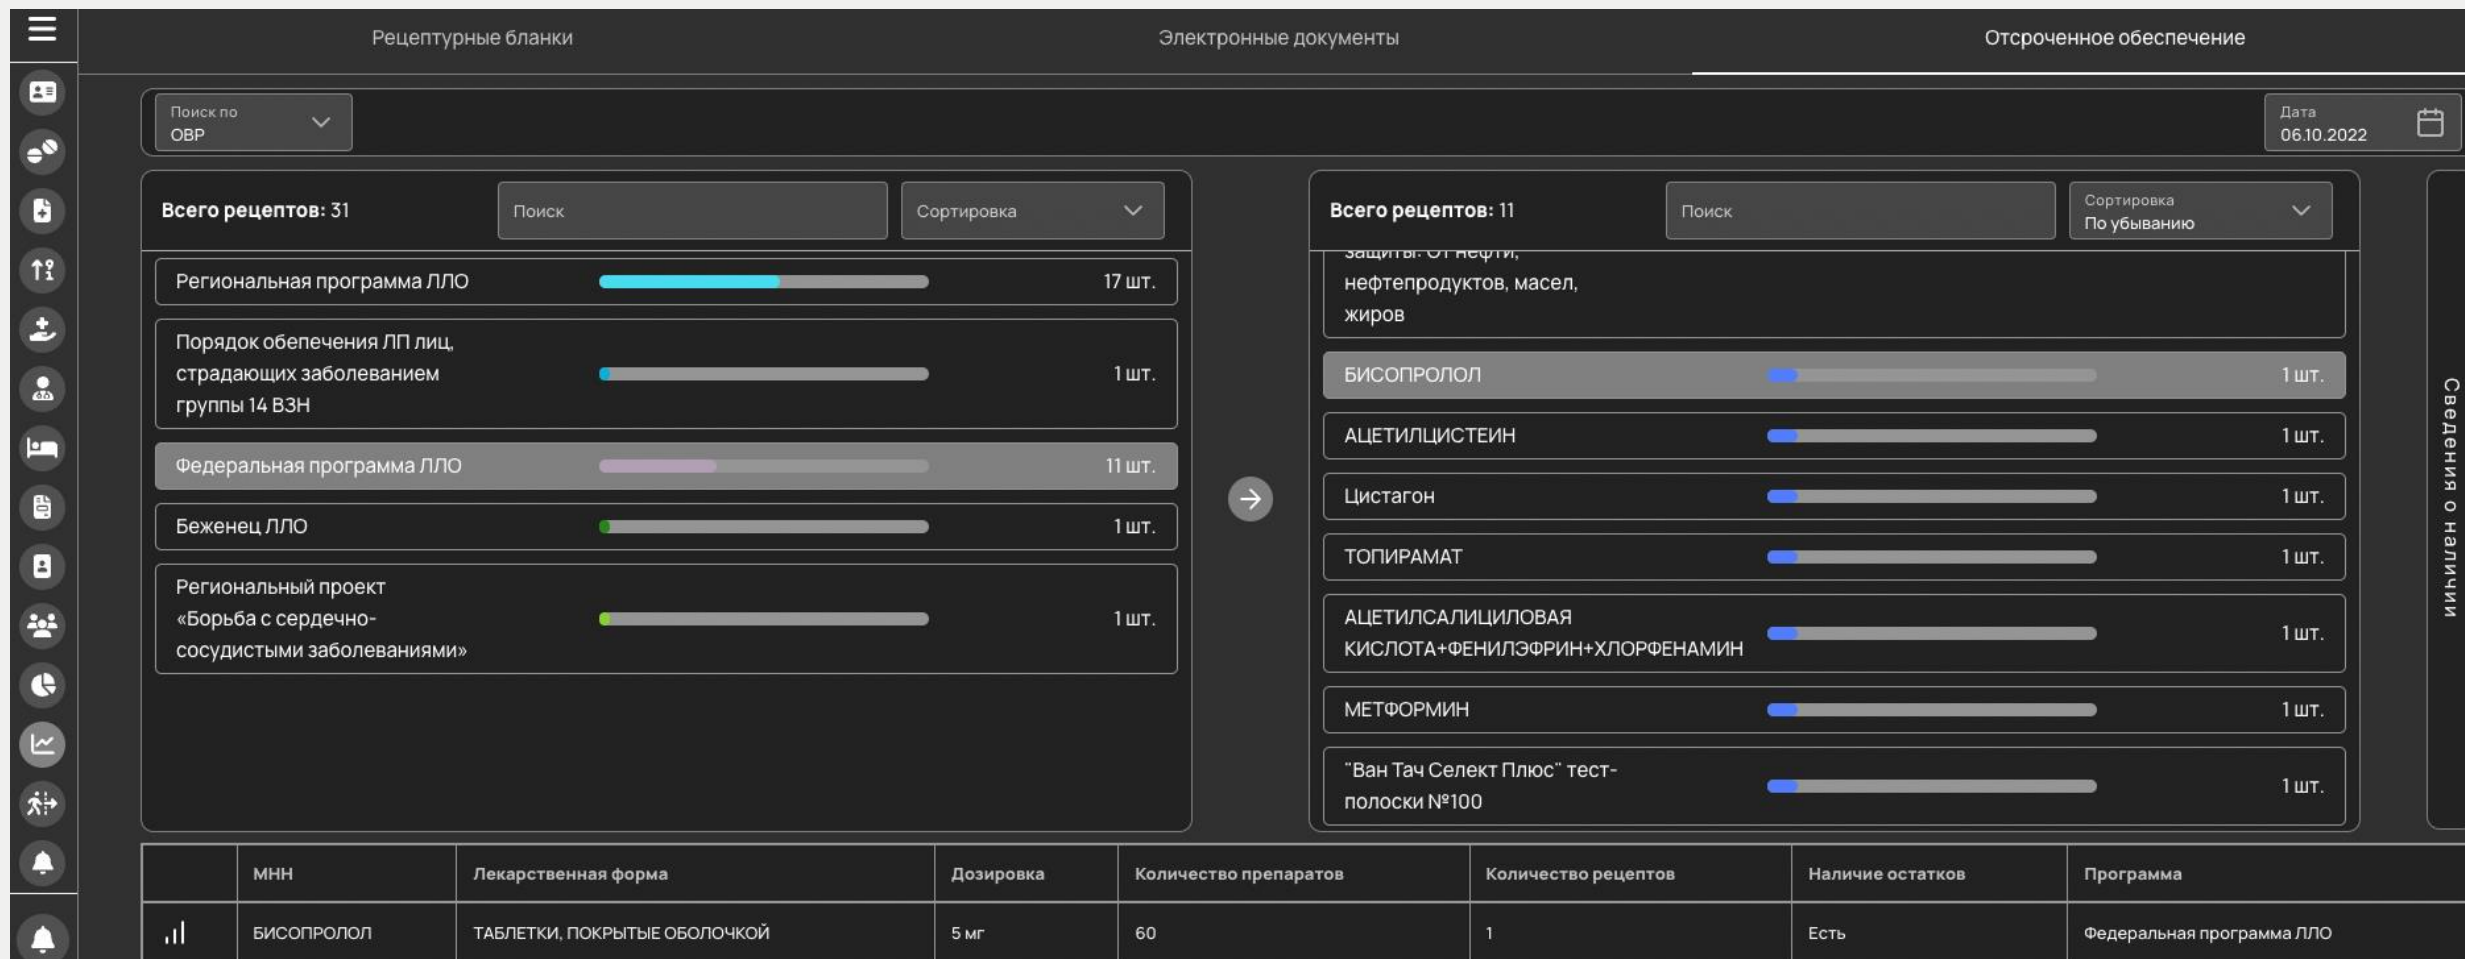 Рецептурные бланки
Электронные документы
Отсроченное обеспечение
Поиск по
ОВР
Дата
06.10.2022
Всего рецептов: 31
Поиск
Сортировка
Региональная программа ЛЛО
17 шт.
Порядок обепечения ЛП лиц,
страдающих заболеванием
группы 14 ВЗН
1 шт.
Федеральная программа ЛЛО
11 шт.
Беженец ЛЛО
1 шт.
Региональный проект
«Борьба с сердечно-
сосудистыми заболеваниями»
1 шт.
Всего рецептов: 11
Поиск
Сортировка
По убыванию
защиты: От нефти,
нефтепродуктов, масел,
жиров
БИСОПРОЛОЛ
1 шт.
АЦЕТИЛЦИСТЕИН
1 шт.
Цистагон
1 шт.
ТОПИРАМАТ
1 шт.
АЦЕТИЛСАЛИЦИЛОВАЯ
КИСЛОТА+ФЕНИЛЭФРИН+ХЛОРФЕНАМИН
1 шт.
МЕТФОРМИН
1 шт.
"Ван Тач Селект Плюс" тест-
полоски №100
1 шт.
Сведения о наличии
МНН
Лекарственная форма
Дозировка
Количество препаратов
Количество рецептов
Наличие остатков
Программа
БИСОПРОЛОЛ
ТАБЛЕТКИ, ПОКРЫТЫЕ ОБОЛОЧКОЙ
5 мг
60
1
Есть
Федеральная программа ЛЛО